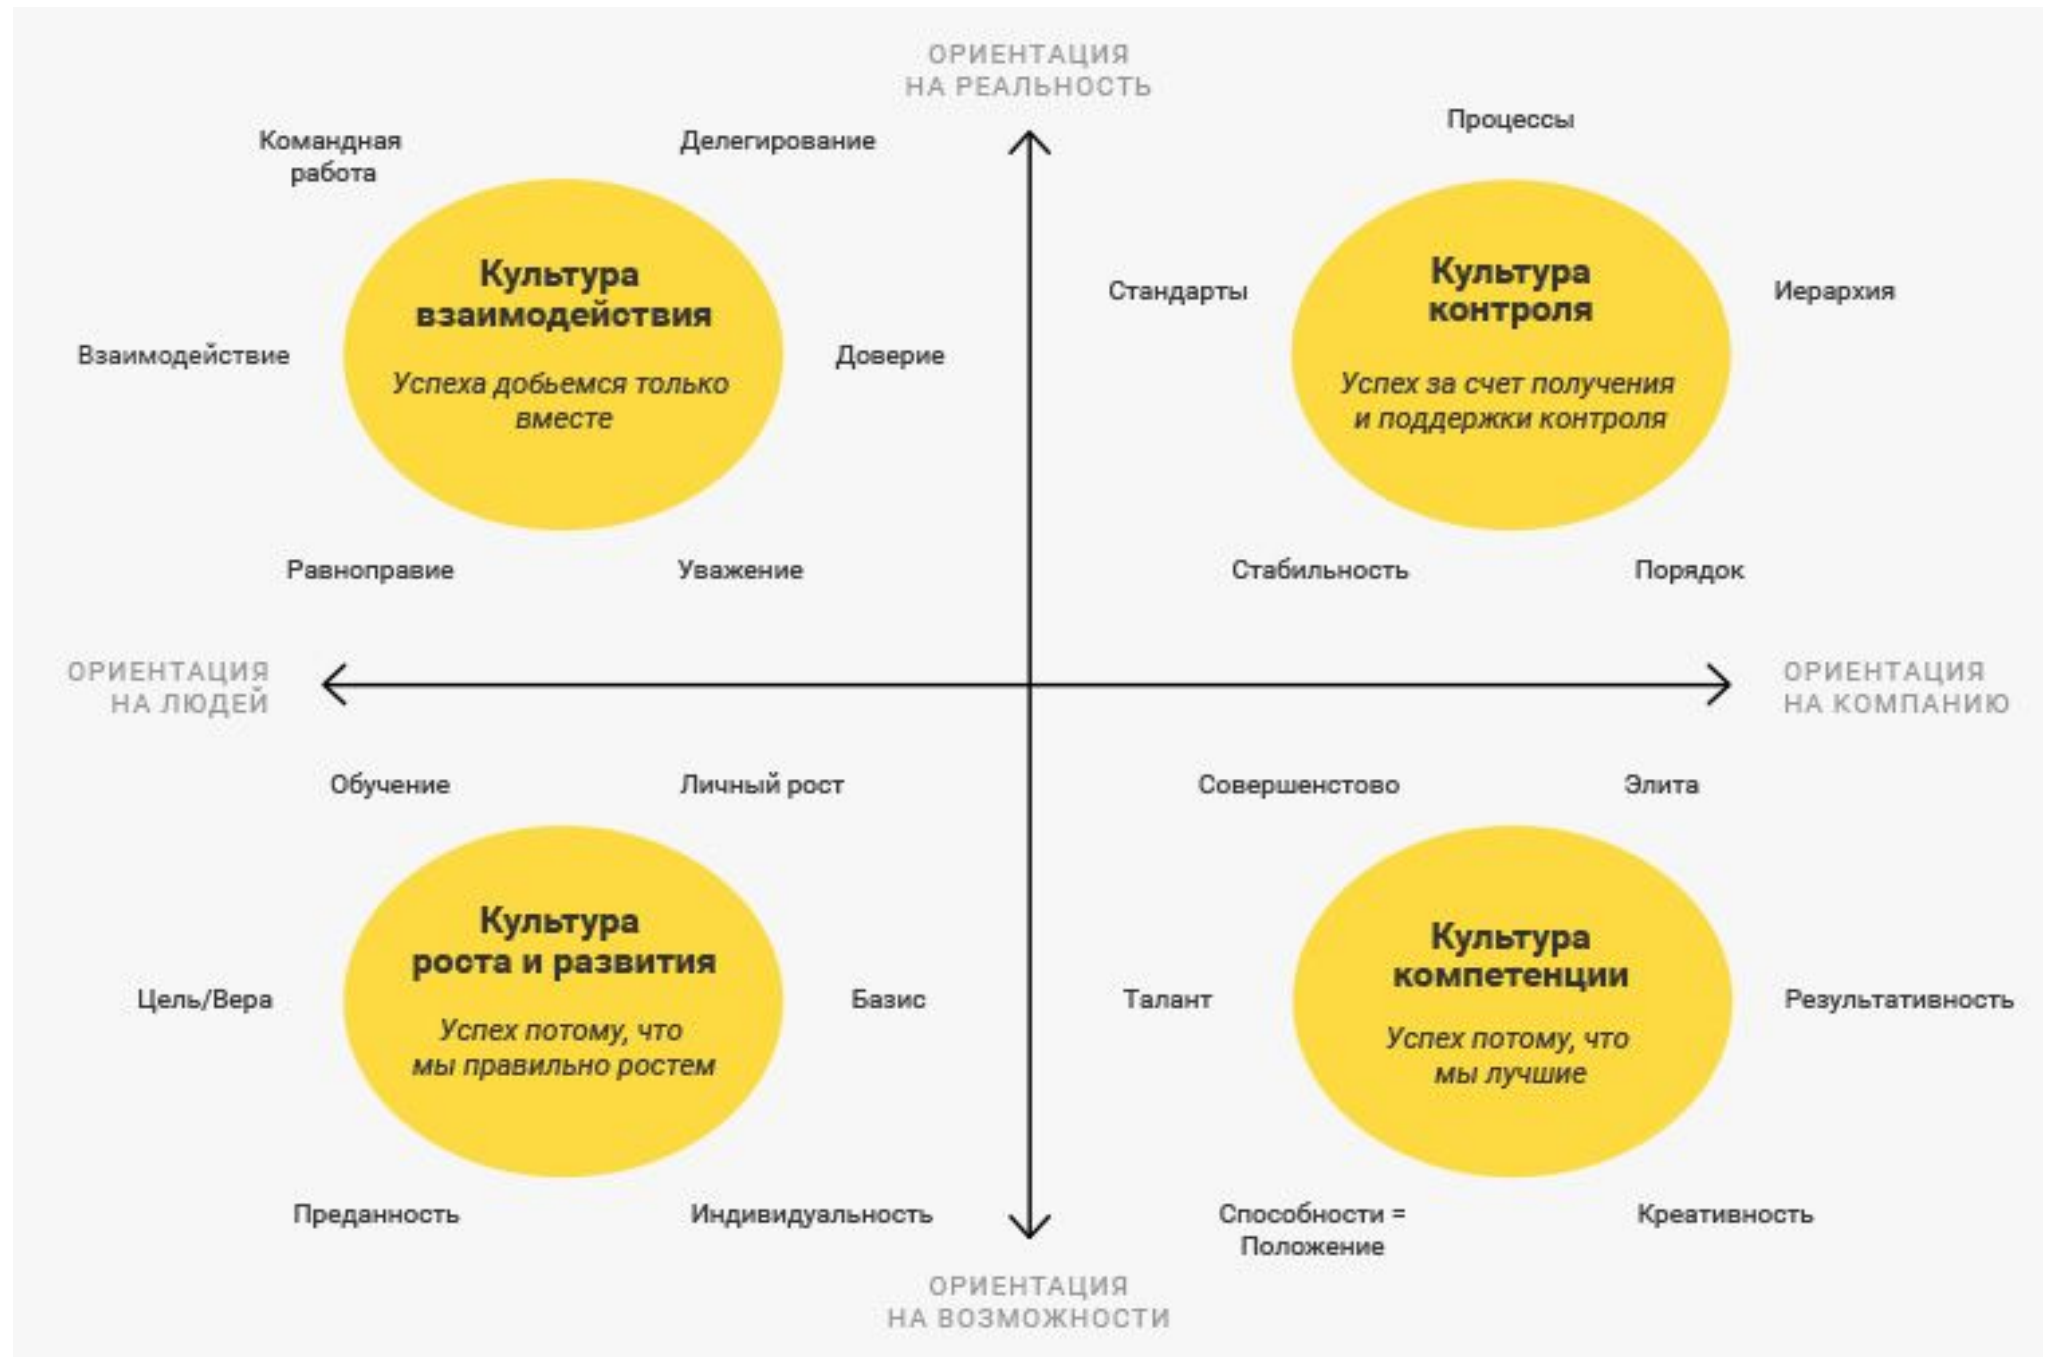 ОРИЕНТАЦИЯ
НА РЕАЛЬНОСТЬ
Командная
работа
Делегирование
Культура
взаимодействия
Успеха добьемся только
вместе
Взаимодействие
Доверие
Равноправие
Уважение
Процессы
Стандарты
Иерархия
Культура
контроля
Успех за счет получения
и поддержки контроля
Стабильность
Порядок
ОРИЕНТАЦИЯ
НА ЛЮДЕЙ
ОРИЕНТАЦИЯ
НА КОМПАНИЮ
Обучение
Личный рост
Культура
роста и развития
Успех потому, что
мы правильно ростем
Цель/Вера
Базис
Преданность
Индивидуальность
Совершенстово
Элита
Культура
компетенции
Успех потому, что
мы лучшие
Талант
Результативность
Способности =
Положение
Креативность
ОРИЕНТАЦИЯ
НА ВОЗМОЖНОСТИ